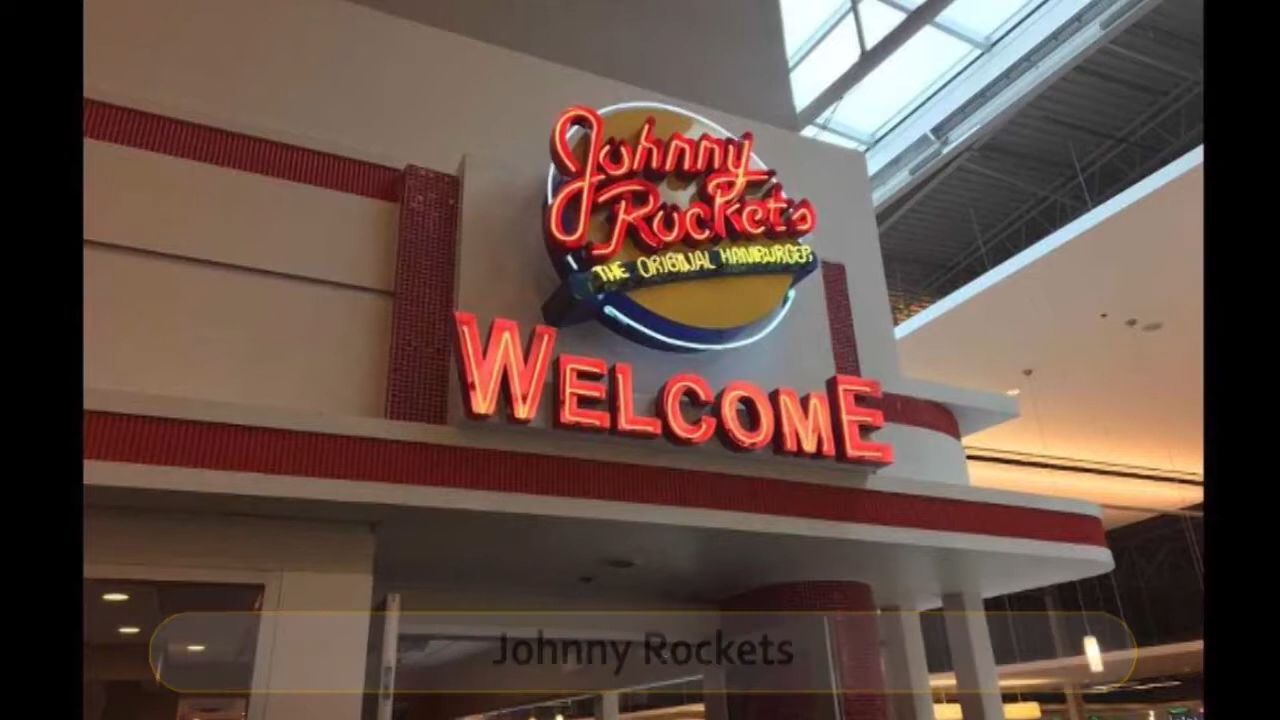 Johnny
Rockets
THE ORIGINAL HAMBURGER
WELCOME
Johnny Rockets